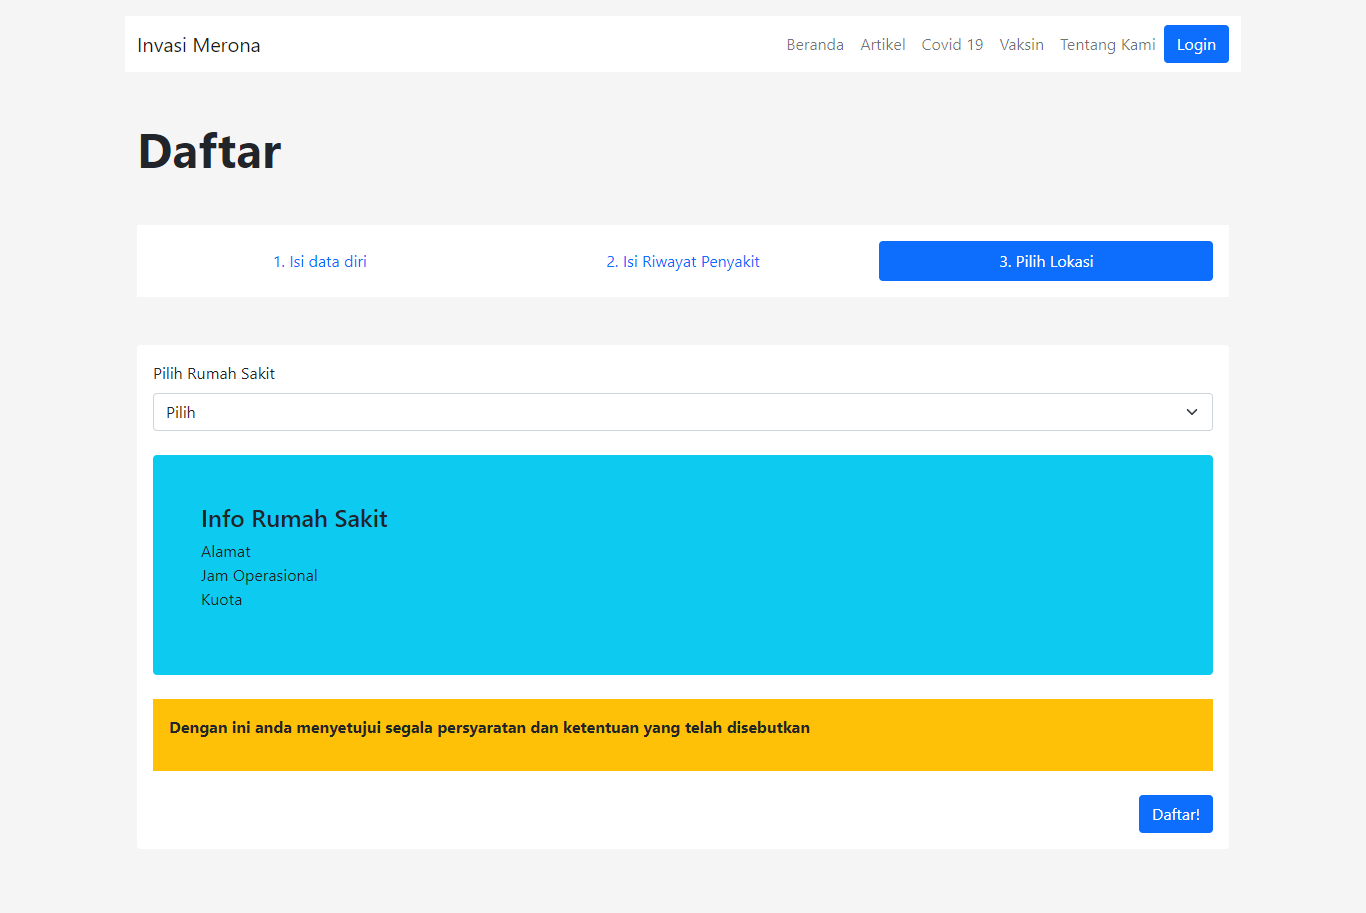 Invasi Merona
Beranda Artikel Covid 19 Vaksin Tentang Kami Login
Daftar
1. Isi data diri 2. Isi Riwayat Penyakit 3. Pilih Lokasi
Pilih Rumah Sakit
Pilih
Info Rumah Sakit
Alamat
Jam Operasional
Kuota
Dengan ini anda menyetujui segala persyaratan dan ketentuan yang telah disebutkan
Daftar!